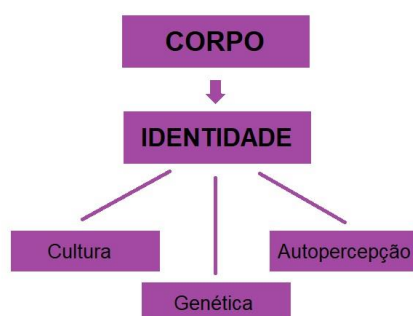 CORPO
IDENTIDADE
Cultura
Autopercepção
Genética